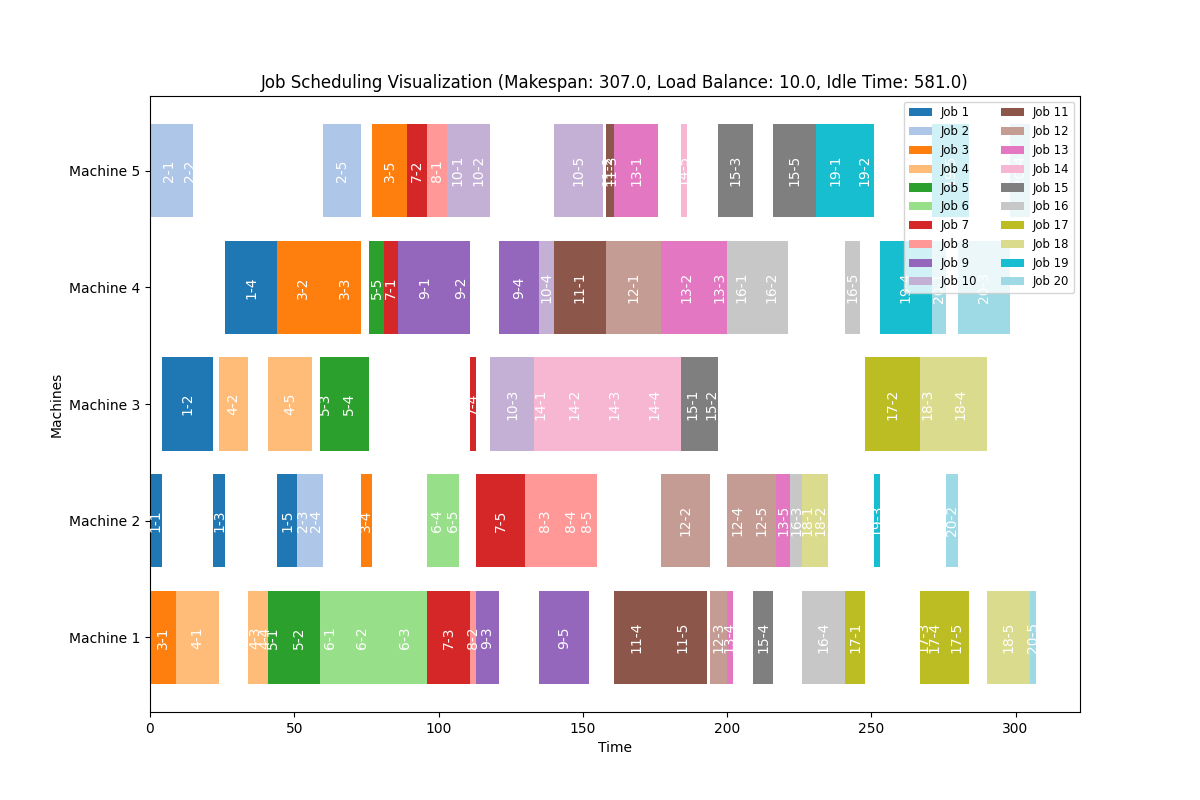 Job Scheduling Visualization (Makespan: 307.0, Load Balance: 10.0, Idle Time: 581.0)
Machine 5
2-1 2-2 2-5 3-5 7-2 8-1 10-1 10-2 10-5 13-1 15-3 15-5 19-1 19-2
Machine 4
1-4 3-2 3-3 5-5 7-1 9-1 9-2 9-4 10-4 11-1 12-1 13-2 13-3 16-1 16-2 16-5 19-4
Machine 3
1-2 4-2 4-5 5-3 5-4 7-4 10-3 14-1 14-2 14-3 14-4 15-1 15-2 17-2 18-3 18-4
Machine 2
1-1 1-3 1-5 2-3 2-4 3-4 6-4 6-5 7-5 8-3 8-4 8-5 12-2 12-4 12-5 13-5 16-3 18-1 18-2 19-3 20-2
Machine 1
3-1 4-1 4-3 4-4 5-1 5-2 6-1 6-2 6-3 7-3 8-2 9-3 9-5 11-4 11-5 12-3 13-4 15-4 16-4 17-1 17-3 17-4 17-5 18-5 20-5
Machines
0 50 100 150 200 250 300
Time
Job 1
Job 2
Job 3
Job 4
Job 5
Job 6
Job 7
Job 8
Job 9
Job 10
Job 11
Job 12
Job 13
Job 14
Job 15
Job 16
Job 17
Job 18
Job 19
Job 20